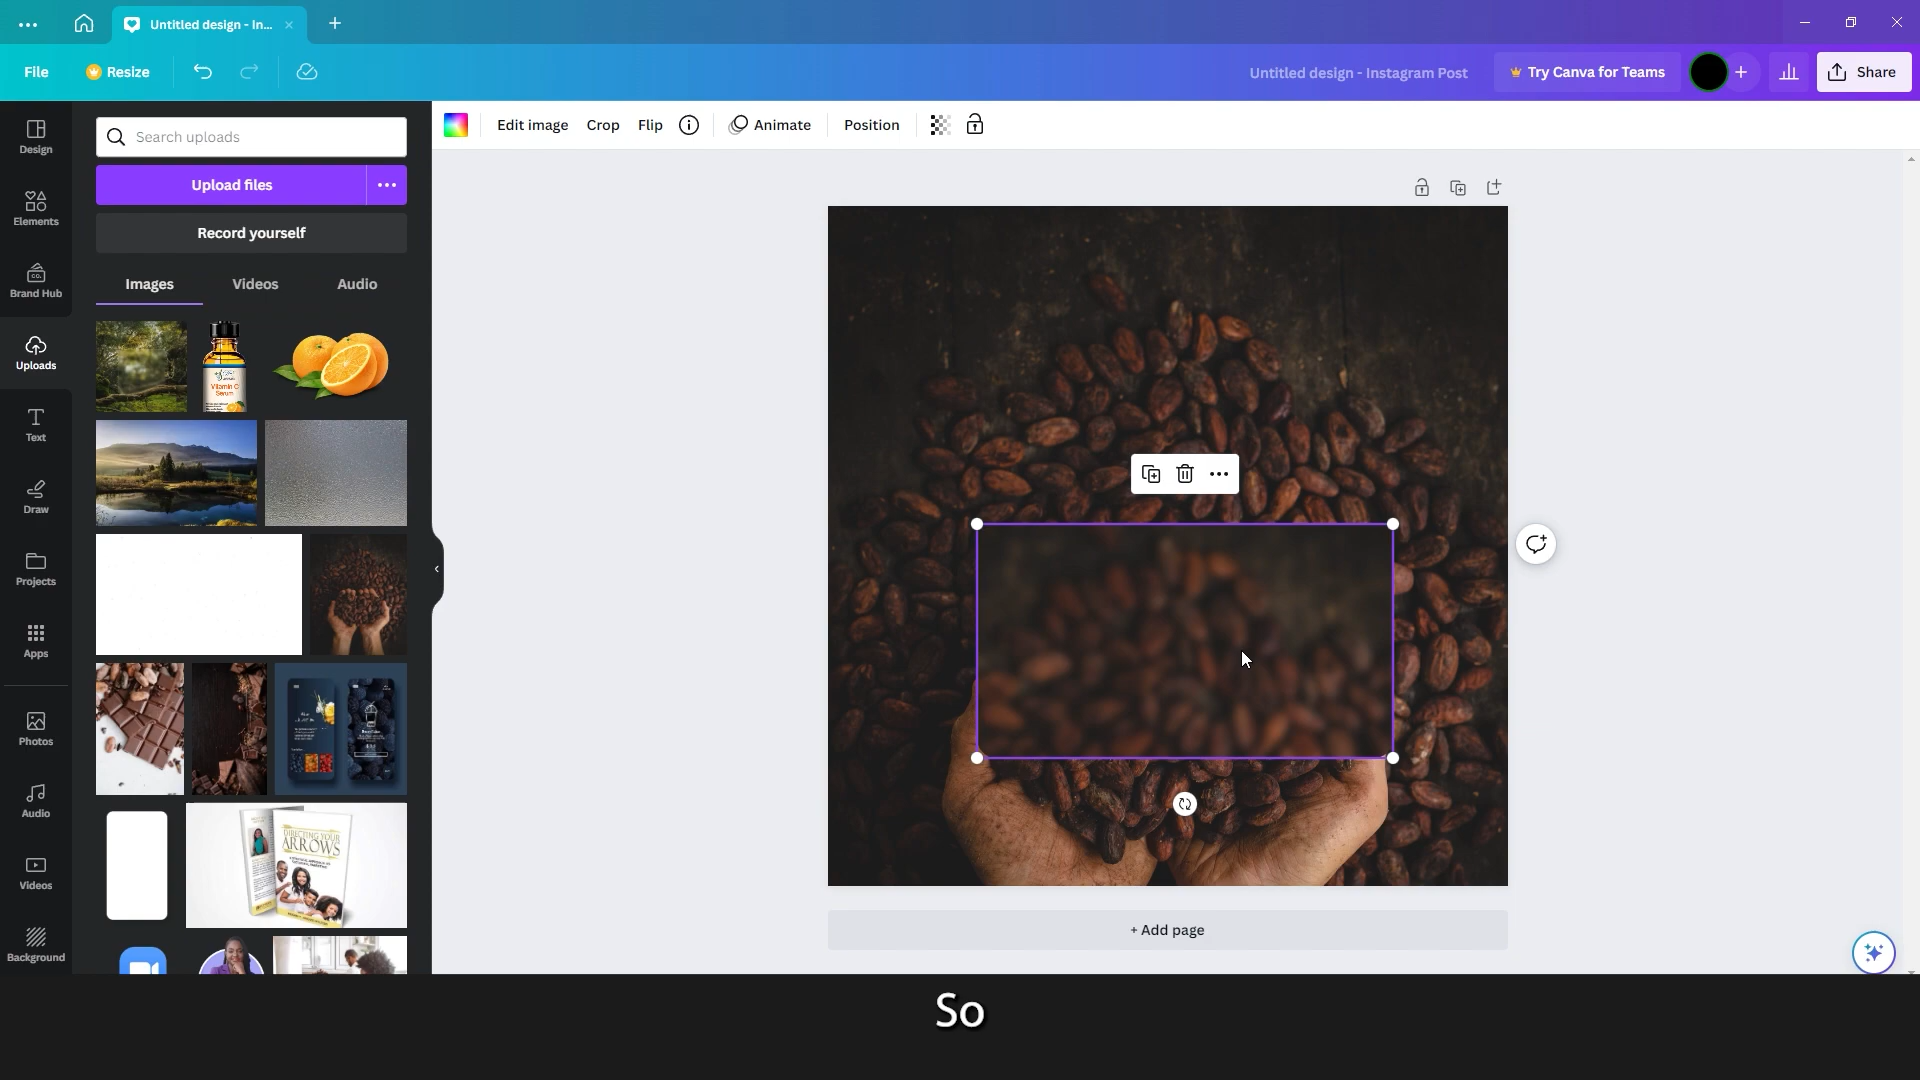 Untitled design - In...
File
Resize
Untitled design - Instagram Post
Try Canva for Teams
Share
Design
Elements
Brand Hub
Uploads
Text
Draw
Projects
Apps
Photos
Audio
Videos
Background
Search uploads
Upload files
Record yourself
Images
Videos
Audio
Vitamin C
Serum
DIRECTING YOUR
ARROWS
Edit image
Crop
Flip
Animate
Position
+ Add page
So